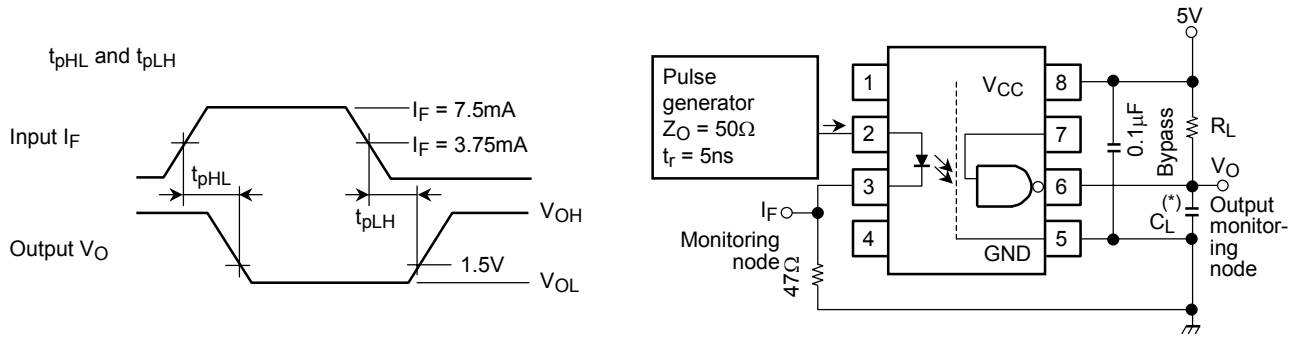 tpHL and tpLH
Input IF
IF = 7.5mA
IF = 3.75mA
tpHL
tpLH
VOH
Output VO
1.5V
VOL
Pulse
generator
ZO = 50Ω
tr = 5ns
IF
Monitoring
node
47Ω
1
2
3
4
VCC
GND
8
7
6
5
5V
0.1μF
Bypass
RL
VO
(*)
CL
Output
monitor-
ing
node